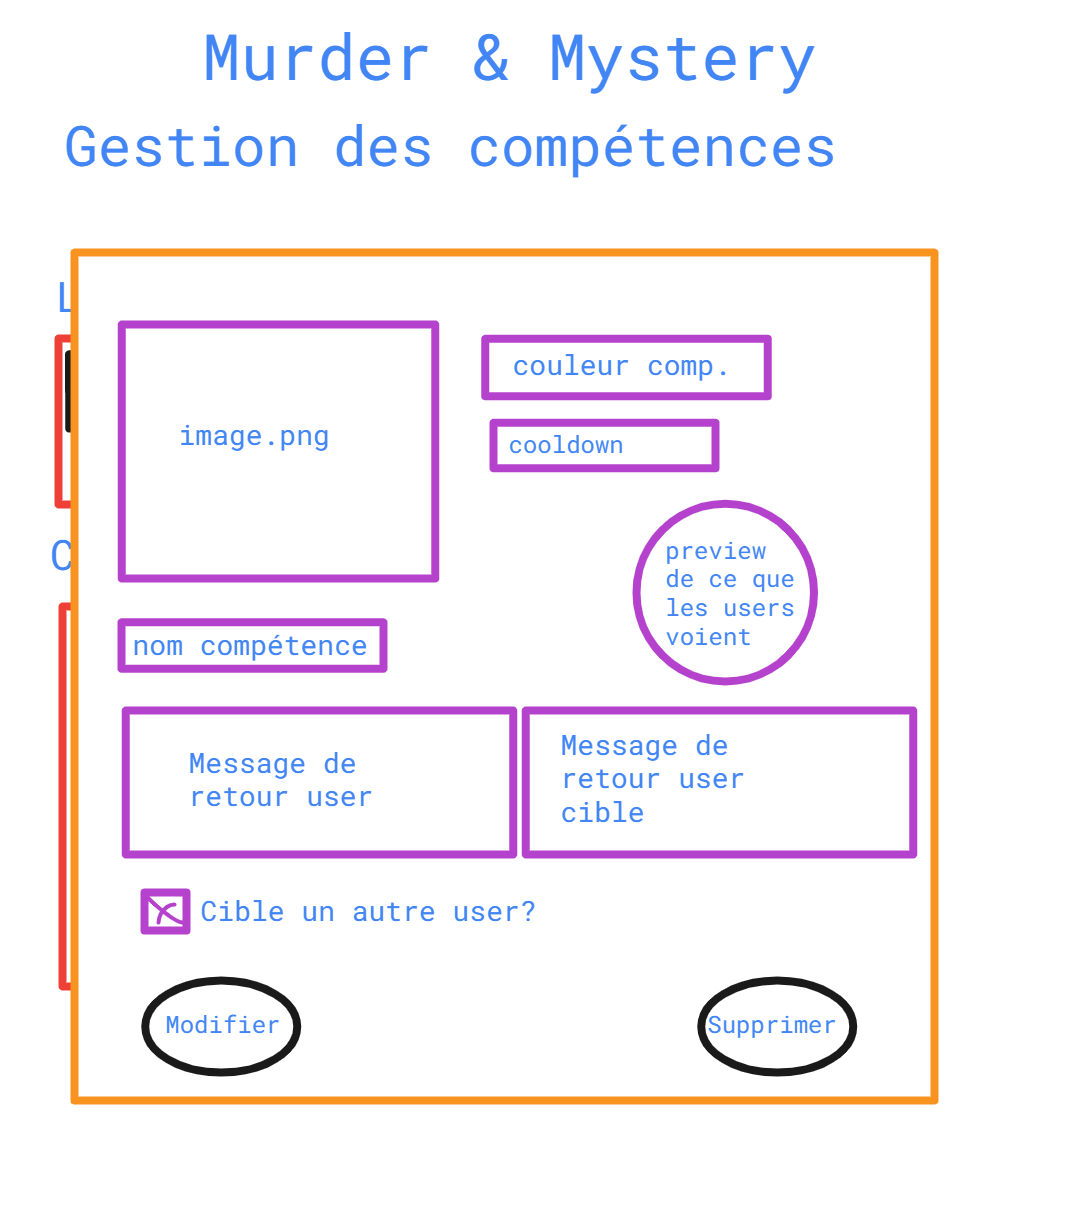 Murder & Mystery
Gestion des compétences
L
couleur comp.
image.png
cooldown
C
preview
de ce que
les users
voient
nom compétence
Message de
retour user
Message de
retour user
cible
Cible un autre user?
Modifier
Supprimer